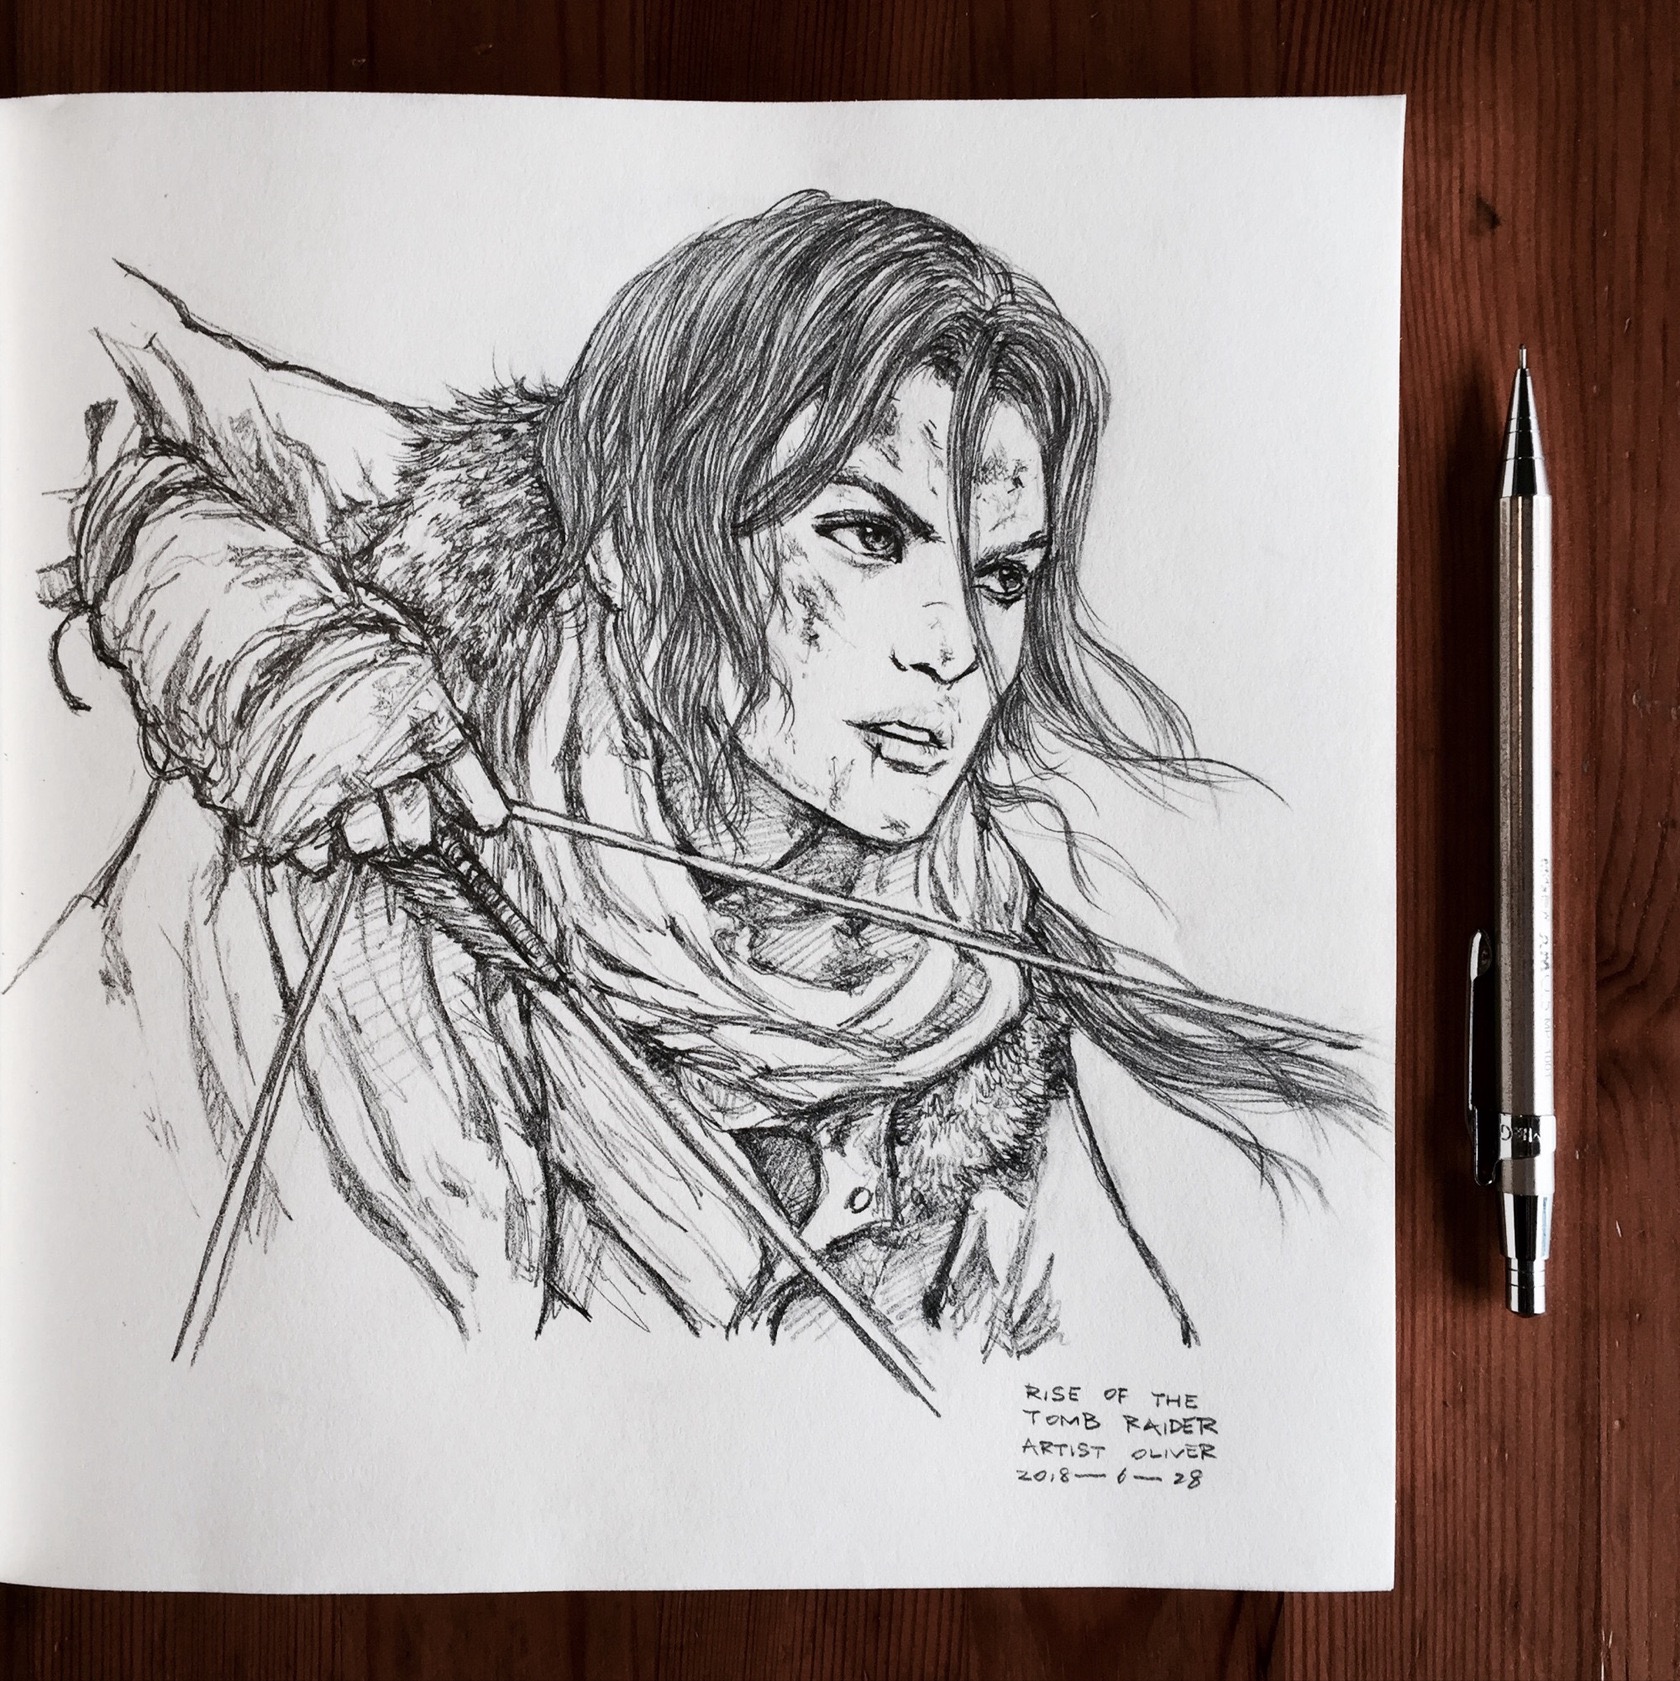 RISE OF THE
TOMB RAIDER
ARTIST OLIVER
2018—6—28
M&G